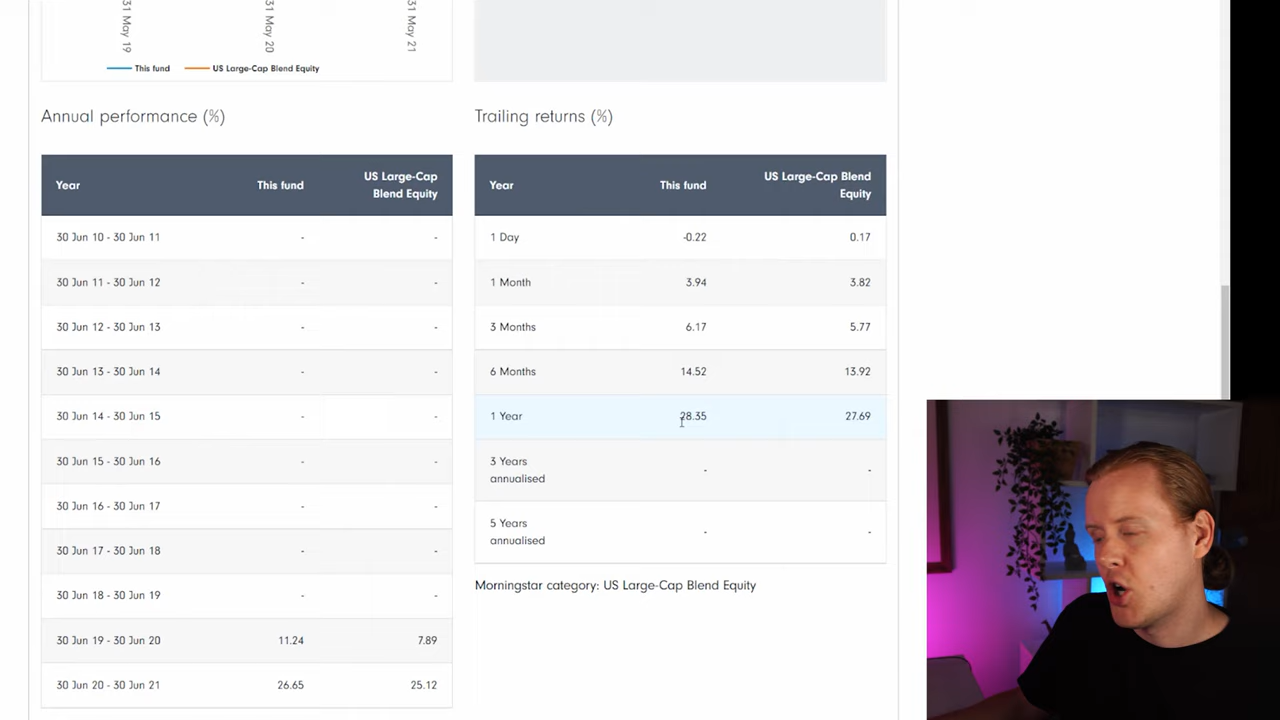 31 May 19
31 May 20
31 May 21
This fund
US Large-Cap Blend Equity
Annual performance (%)
Year This fund US Large-Cap Blend Equity
30 Jun 10 - 30 Jun 11 - -
30 Jun 11 - 30 Jun 12 - -
30 Jun 12 - 30 Jun 13 - -
30 Jun 13 - 30 Jun 14 - -
30 Jun 14 - 30 Jun 15 - -
30 Jun 15 - 30 Jun 16 - -
30 Jun 16 - 30 Jun 17 - -
30 Jun 17 - 30 Jun 18 - -
30 Jun 18 - 30 Jun 19 - -
30 Jun 19 - 30 Jun 20 11.24 7.89
30 Jun 20 - 30 Jun 21 26.65 25.12
Trailing returns (%)
Year This fund US Large-Cap Blend Equity
1 Day -0.22 0.17
1 Month 3.94 3.82
3 Months 6.17 5.77
6 Months 14.52 13.92
1 Year 28.35 27.69
3 Years annualised - -
5 Years annualised - -
Morningstar category: US Large-Cap Blend Equity